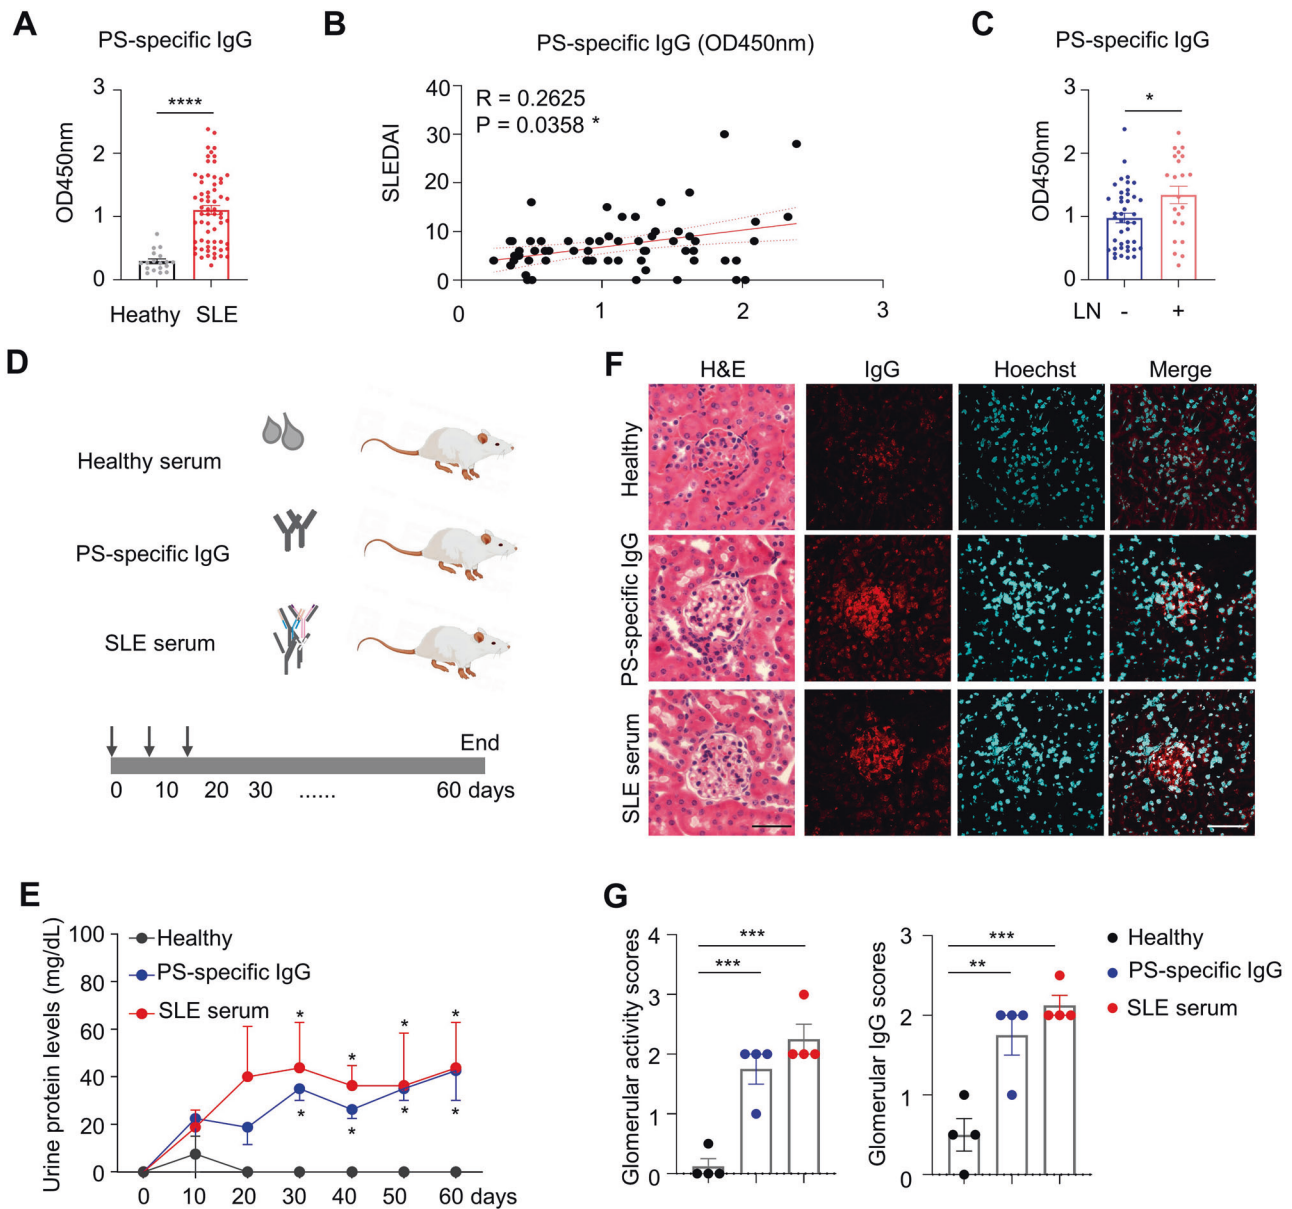 A
PS-specific IgG
OD450nm
3
2
1
0
****
Heathy SLE
B
PS-specific IgG (OD450nm)
R = 0.2625
P = 0.0358 *
SLEDAI
40
30
20
10
0
0 1 2 3
C
PS-specific IgG
OD450nm
3
2
1
0
*
LN - +
D
Healthy serum
PS-specific IgG
SLE serum
End
0 10 20 30 ...... 60 days
F
H&E IgG Hoechst Merge
Healthy
PS-specific IgG
SLE serum
E
Urine protein levels (mg/dL)
100
80
60
40
20
0
Healthy
PS-specific IgG
SLE serum
* * * *
* * * *
0 10 20 30 40 50 60 days
G
Glomerular activity scores
4
3
2
1
0
***
***
Glomerular IgG scores
3
2
1
0
***
**
Healthy
PS-specific IgG
SLE serum